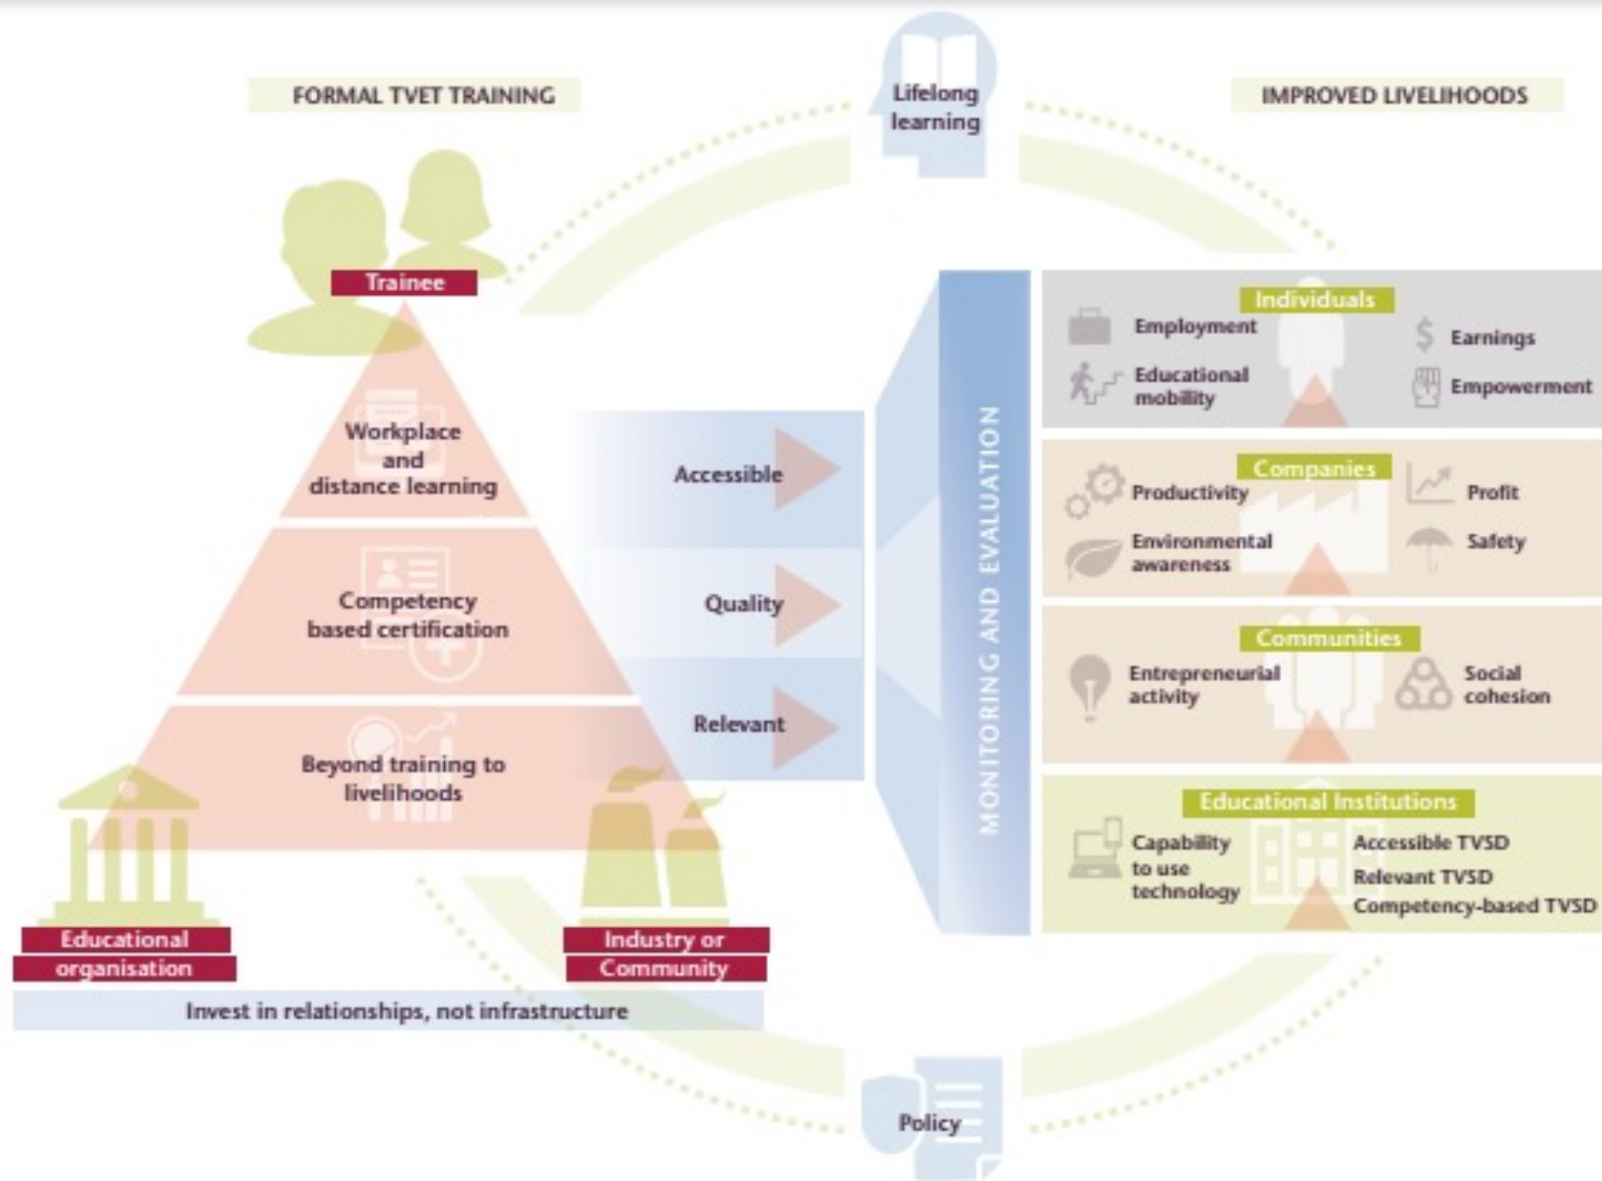 FORMAL TVET TRAINING
Lifelong
learning
IMPROVED LIVELIHOODS
Trainee
Workplace
and
distance learning
Competency
based certification
Beyond training to
livelihoods
Educational
organisation
Industry or
Community
Invest in relationships, not infrastructure
Accessible
Quality
Relevant
MONITORING AND EVALUATION
Individuals
Employment
Educational
mobility
$ Earnings
Empowerment
Companies
Productivity
Environmental
awareness
Profit
Safety
Communities
Entrepreneurial
activity
Social
cohesion
Educational Institutions
Capability
to use
technology
Accessible TVSD
Relevant TVSD
Competency-based TVSD
Policy